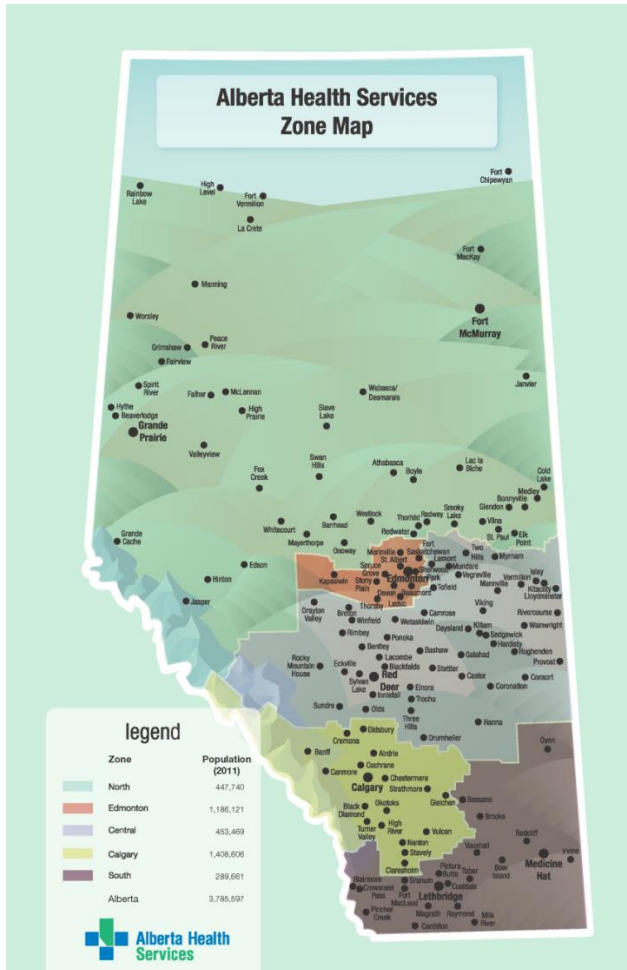 Alberta Health Services
Zone Map
Fort
Chipewyan
Rainbow
Lake
High
Level
Fort
Vermilion
La Crete
Fort
MacKay
Manning
Worsley
Fort
McMurray
Peace
River
Grimshaw
Fairview
Spirit
River
Falher
McLennan
Wabasca/
Desmarais
Janvier
Hythe
Beaverlodge
High
Prairie
Grande
Prairie
Slave
Lake
Valleyview
Swan
Hills
Fox
Creek
Athabasca
Boyle
Lac la
Biche
Cold
Lake
Medley
Bonnyville
Glendon
Whitecourt
Barrhead
Westlock
Thorhild
Radway
Redwater
Smoky
Lake
Vilna
St. Paul
Elk
Point
Mayerthorpe
Onoway
Grande
Cache
Edson
Hinton
Jasper
Morinville
St. Albert
Fort
Saskatchewan
Spruce
Grove
Stony
Plain
Kapasiwin
Edmonton
Sherwood
Park
Lamont
Mundare
Two
Hills
Myrnam
Vegreville
Mannville
Vermilion
Islay
Kitscoty
Lloydminster
Devon
Beaumont
Tofield
Thorsby
Leduc
Drayton
Valley
Breton
Winfield
Wetaskiwin
Camrose
Viking
Rivercourse
Wainwright
Rimbey
Ponoka
Daysland
Killam
Sedgewick
Hardisty
Hughenden
Bentley
Lacombe
Bashaw
Galahad
Provost
Rocky
Mountain
House
Eckville
Blackfalds
Sylvan
Lake
Red
Deer
Stettler
Castor
Consort
Coronation
Innisfail
Elnora
Trochu
Sundre
Olds
Three
Hills
Hanna
Didsbury
Cremona
Drumheller
Oyen
Banff
Airdrie
Canmore
Cochrane
Calgary
Chestermere
Strathmore
Gleichen
Bassano
Black
Diamond
Okotoks
Turner
Valley
High
River
Vulcan
Brooks
Nanton
Stavely
Claresholm
Redcliff
Vauxhall
Medicine
Hat
Irvine
Bow
Island
Blairmore
Crowsnest
Pass
Granum
Picture
Butte
Taber
Coaldale
Fort
MacLeod
Lethbridge
Pincher
Creek
Magrath
Raymond
Milk
River
Cardston
legend
Zone Population
(2011)
North 447,740
Edmonton 1,186,121
Central 453,469
Calgary 1,408,606
South 289,661
Alberta 3,785,597
Alberta Health
Services